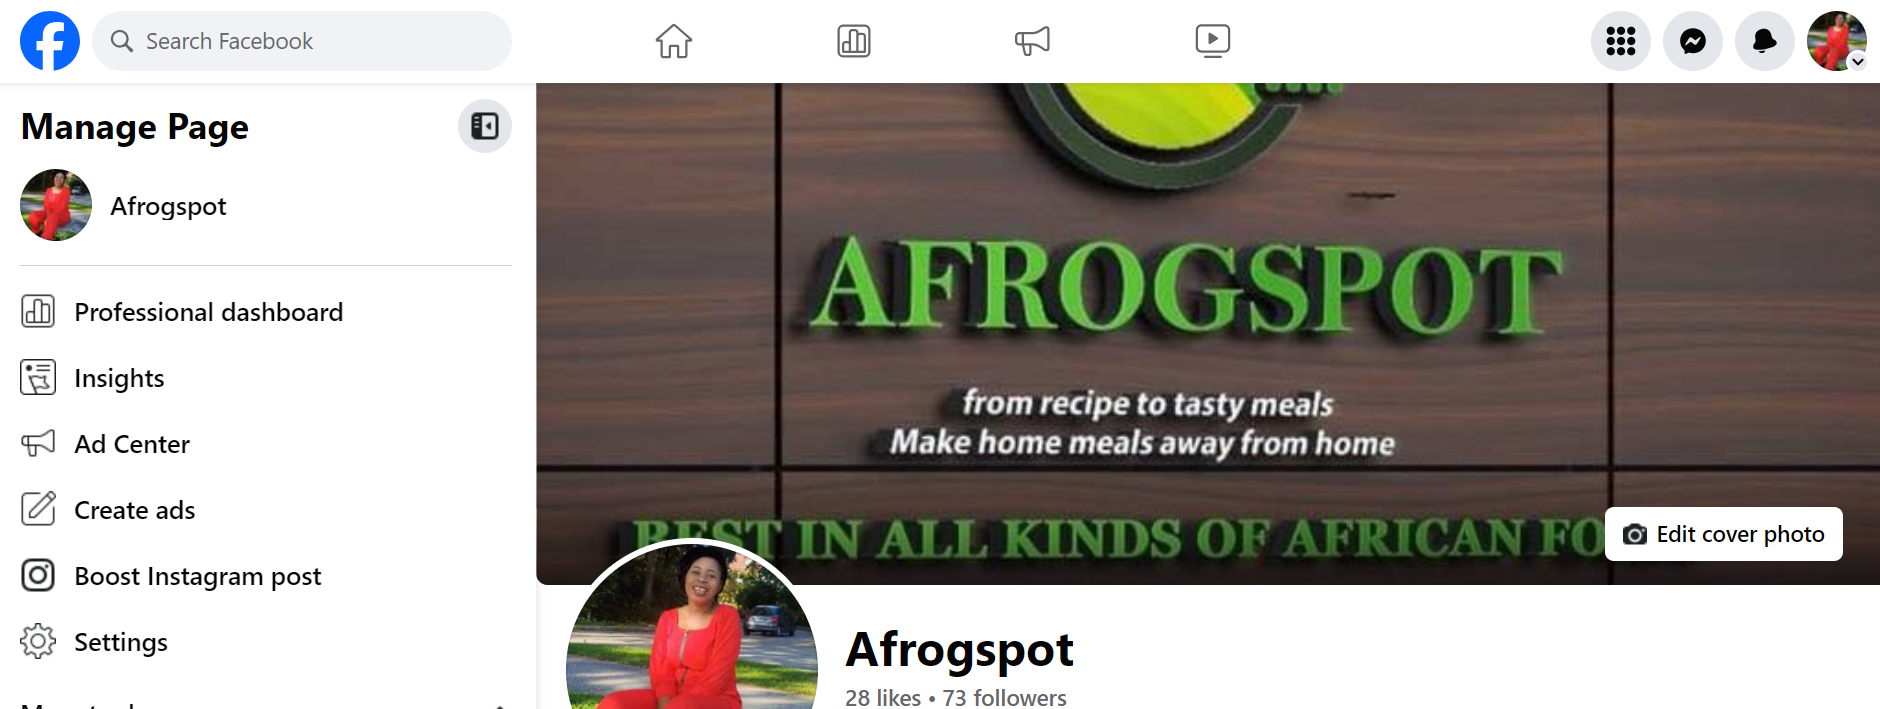 Search Facebook
Manage Page
Afrogspot
Professional dashboard
Insights
Ad Center
Create ads
Boost Instagram post
Settings
AFROGSPOT
from recipe to tasty meals
Make home meals away from home
BEST IN ALL KINDS OF AFRICAN FO
Edit cover photo
Afrogspot
28 likes • 73 followers